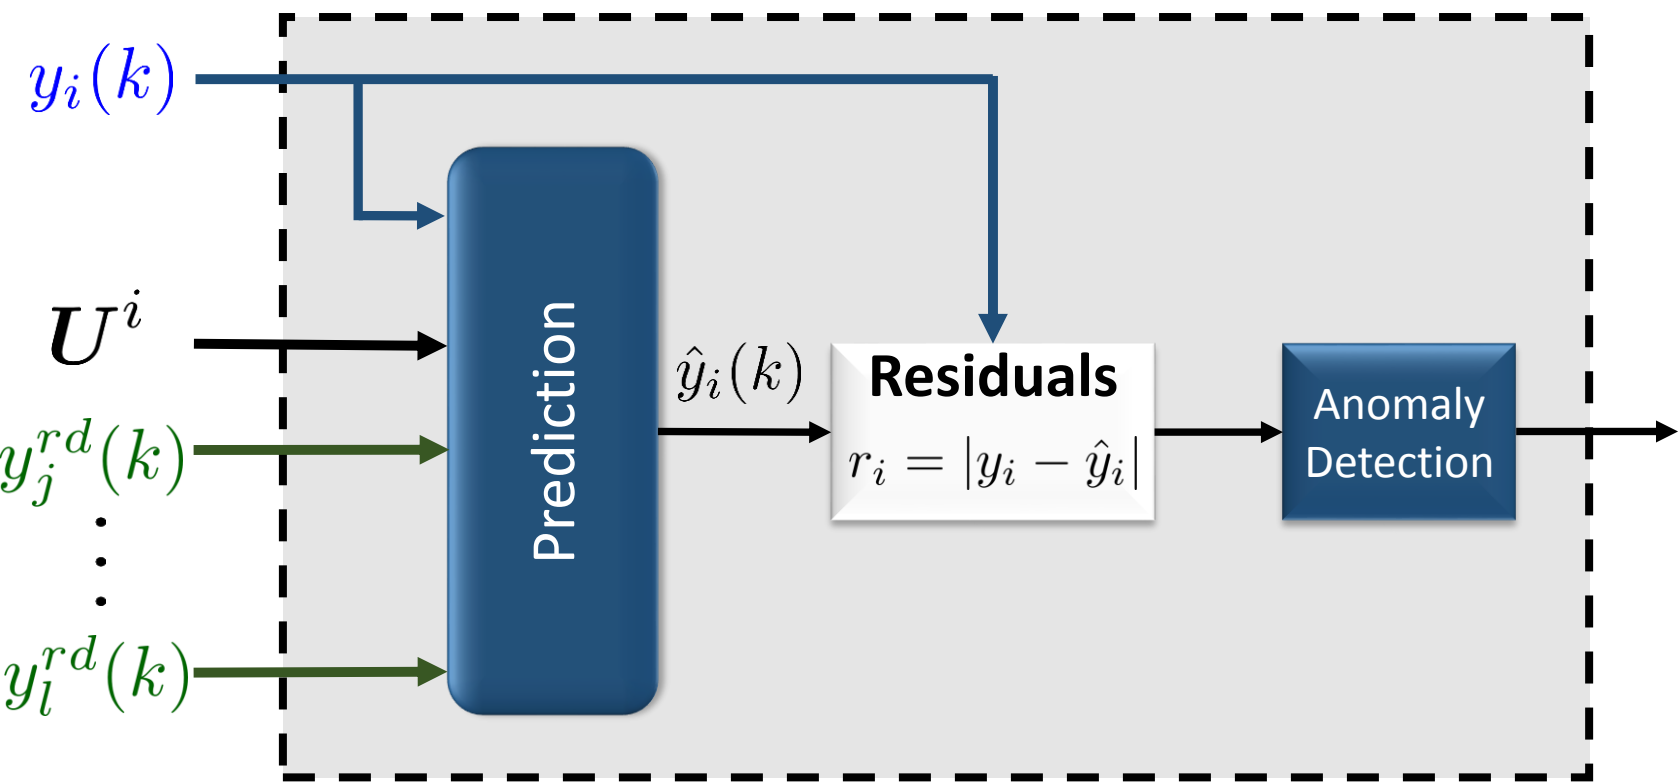 y_i(k)
U^i
y_j^{rd}(k)
⋮
y_l^{rd}(k)
Prediction
ŷ_i(k)
Residuals
r_i = |y_i − ŷ_i|
Anomaly
Detection